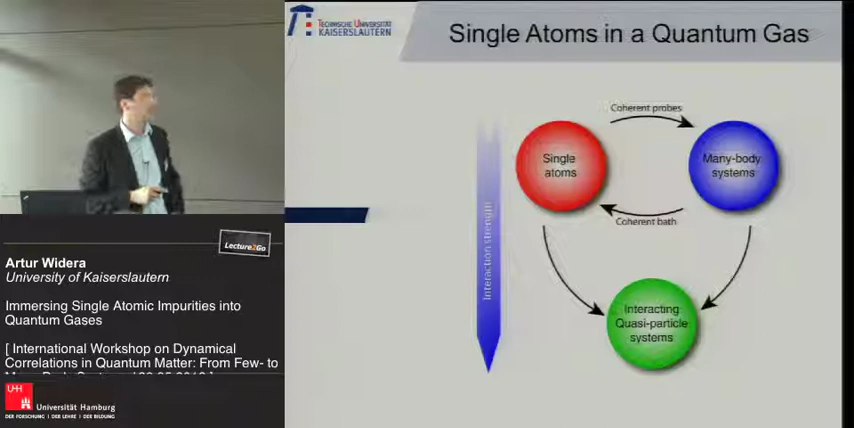 TECHNISCHE UNIVERSITÄT
KAISERSLAUTERN
Single Atoms in a Quantum Gas
Coherent probes
Single
atoms
Many-body
systems
Coherent bath
Interaction strength
Interacting
Quasi-particle
systems
Lecture2Go
Artur Widera
University of Kaiserslautern
Immersing Single Atomic Impurities into
Quantum Gases
[ International Workshop on Dynamical
Correlations in Quantum Matter: From Few- to
UHH
Universität Hamburg
DER FORSCHUNG | DER LEHRE | DER BILDUNG